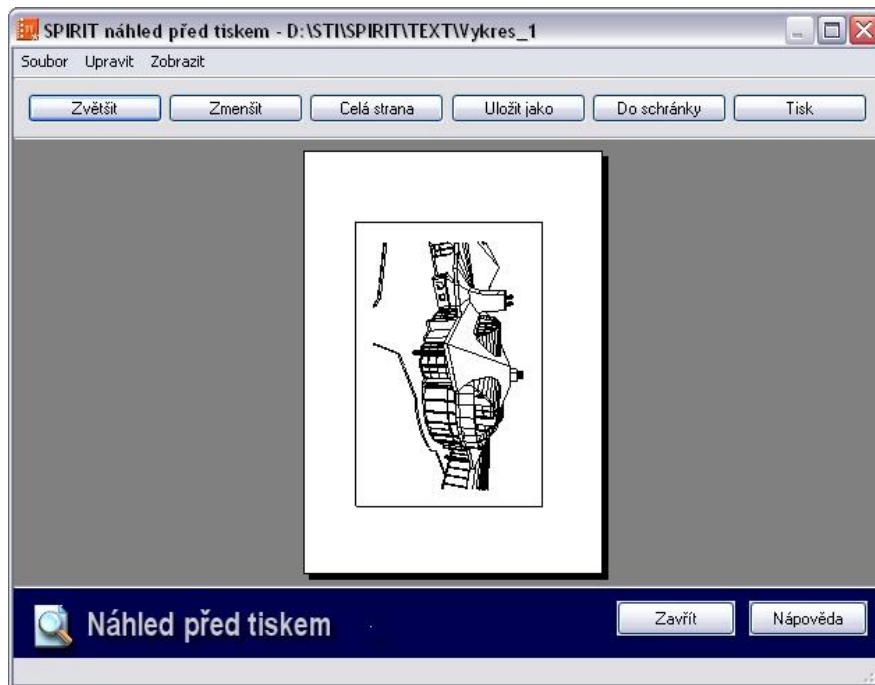 SPIRIT náhled před tiskem - D:\STI\SPIRIT\TEXT\Vykres_1
Soubor Upravit Zobrazit
Zvětšit Zmenšit Celá strana Uložit jako Do schránky Tisk
Náhled před tiskem Zavřít Nápověda